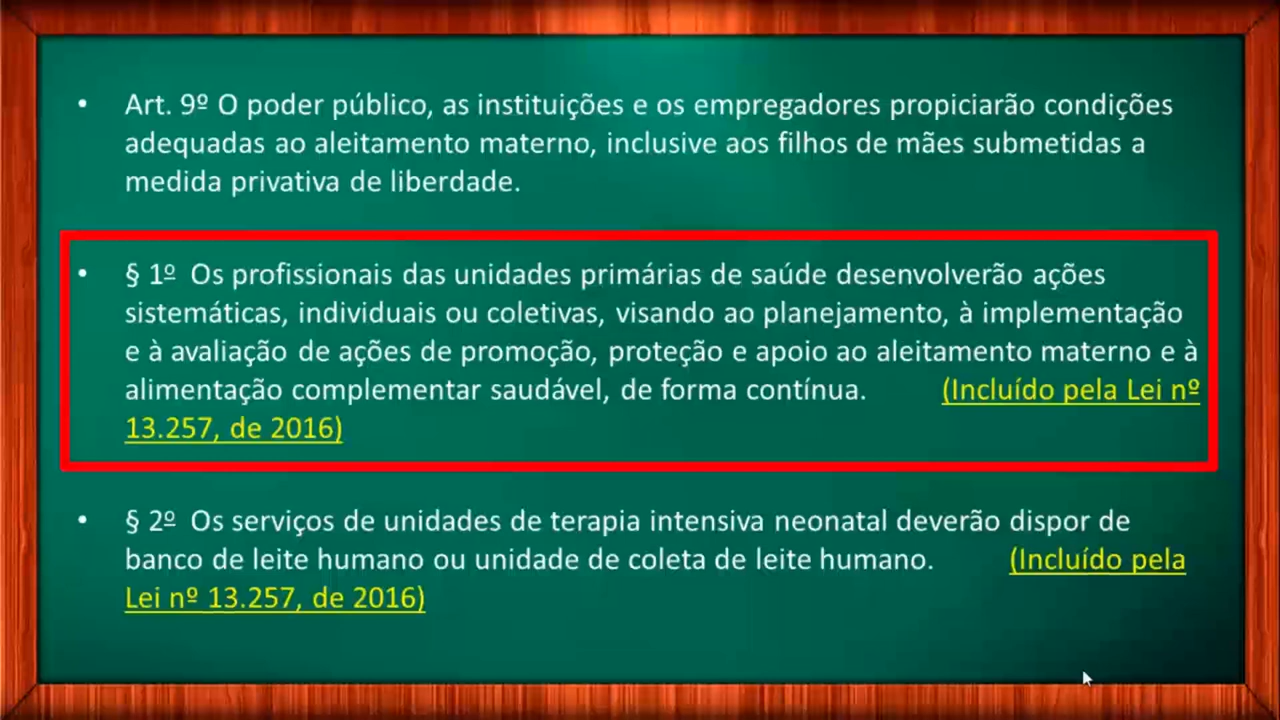 • Art. 9º O poder público, as instituições e os empregadores propiciarão condições
adequadas ao aleitamento materno, inclusive aos filhos de mães submetidas a
medida privativa de liberdade.
• § 1º Os profissionais das unidades primárias de saúde desenvolverão ações
sistemáticas, individuais ou coletivas, visando ao planejamento, à implementação
e à avaliação de ações de promoção, proteção e apoio ao aleitamento materno e à
alimentação complementar saudável, de forma contínua. (Incluído pela Lei nº
13.257, de 2016)
• § 2º Os serviços de unidades de terapia intensiva neonatal deverão dispor de
banco de leite humano ou unidade de coleta de leite humano. (Incluído pela
Lei nº 13.257, de 2016)